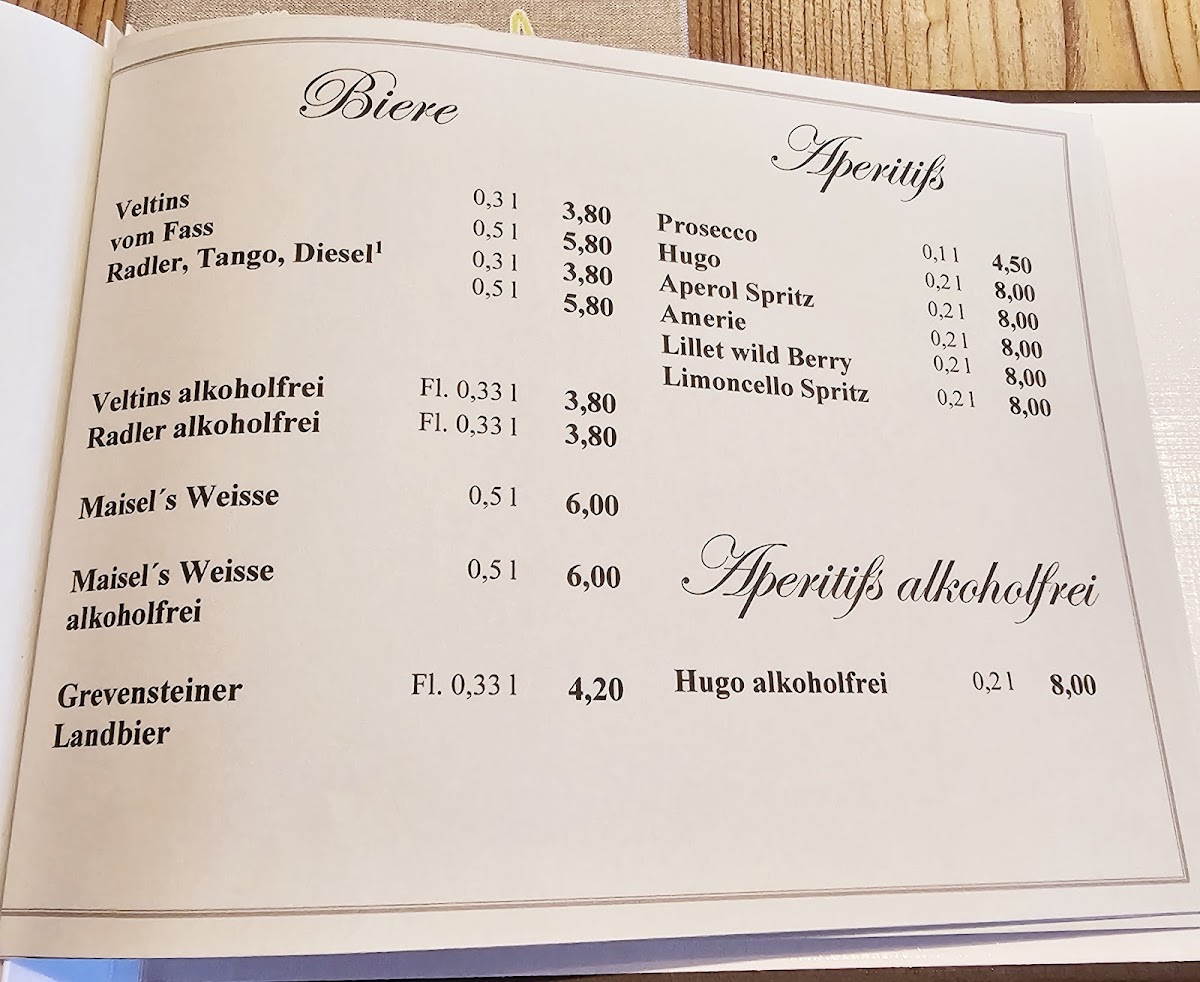 Biere
Veltins 0,3 l 3,80
vom Fass 0,5 l 5,80
Radler, Tango, Diesel¹ 0,3 l 3,80
0,5 l 5,80
Veltins alkoholfrei Fl. 0,33 l 3,80
Radler alkoholfrei Fl. 0,33 l 3,80
Maisel´s Weisse 0,5 l 6,00
Maisel´s Weisse 0,5 l 6,00
alkoholfrei
Grevensteiner Fl. 0,33 l 4,20
Landbier
Aperitifs
Prosecco 0,1 l 4,50
Hugo 0,2 l 8,00
Aperol Spritz 0,2 l 8,00
Amerie 0,2 l 8,00
Lillet wild Berry 0,2 l 8,00
Limoncello Spritz 0,2 l 8,00
Aperitifs alkoholfrei
Hugo alkoholfrei 0,2 l 8,00